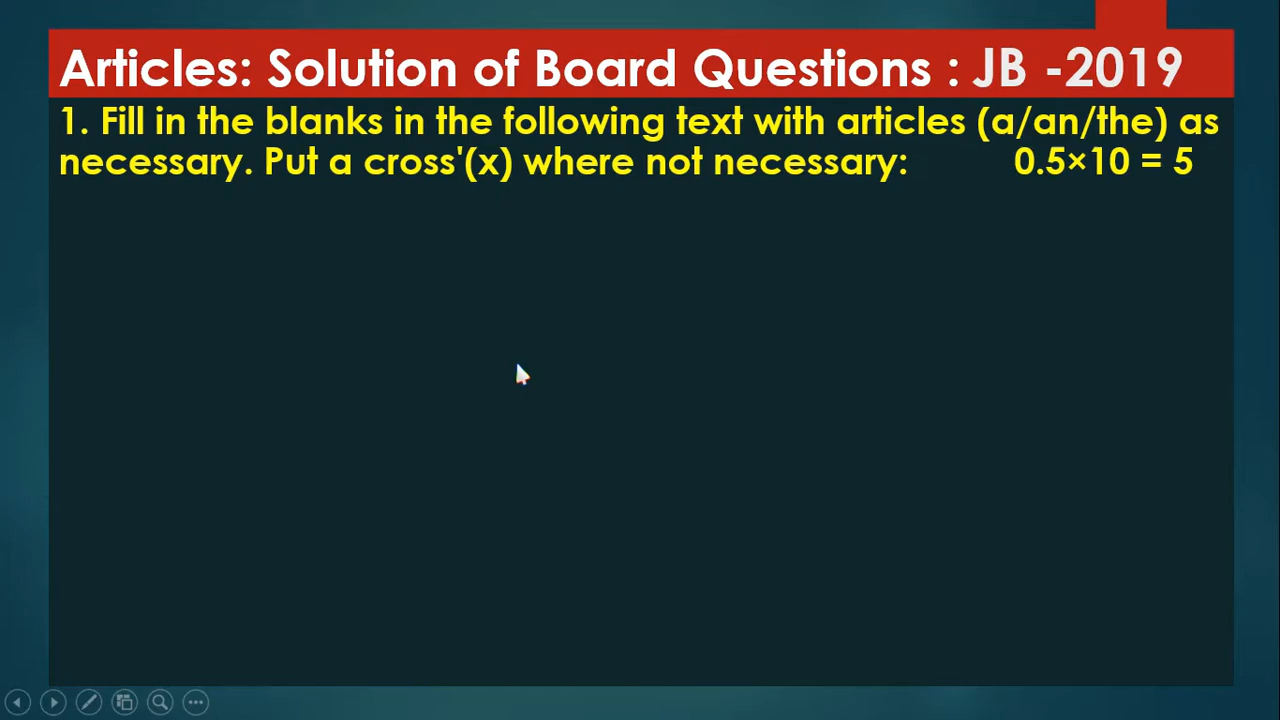 Articles: Solution of Board Questions : JB -2019
1. Fill in the blanks in the following text with articles (a/an/the) as
necessary. Put a cross'(x) where not necessary: 0.5×10 = 5